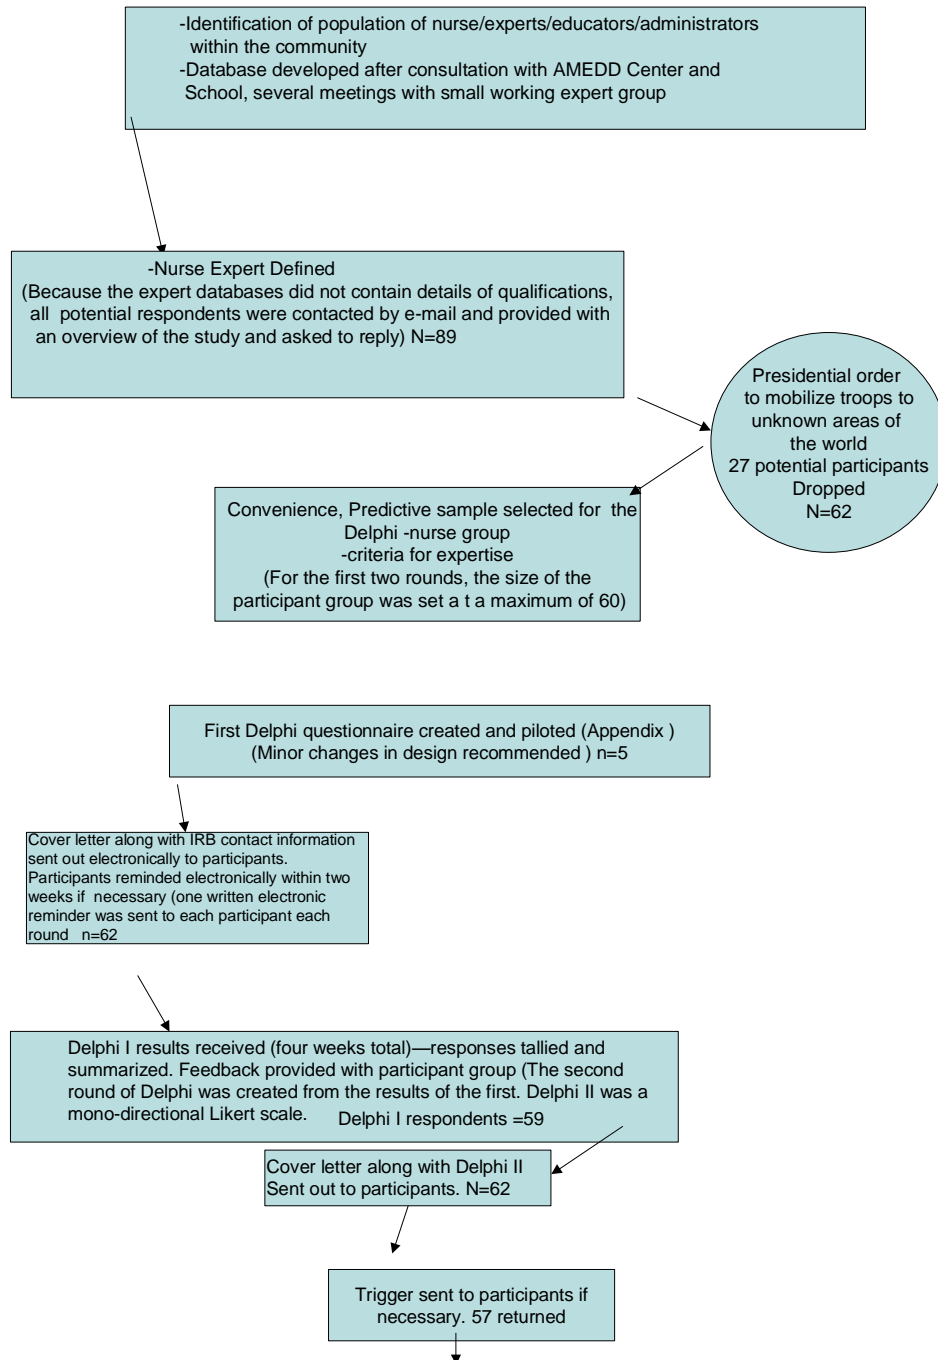 -Identification of population of nurse/experts/educators/administrators
within the community
-Database developed after consultation with AMEDD Center and
School, several meetings with small working expert group
-Nurse Expert Defined
(Because the expert databases did not contain details of qualifications,
all potential respondents were contacted by e-mail and provided with
an overview of the study and asked to reply) N=89
Presidential order
to mobilize troops to
unknown areas of
the world
27 potential participants
Dropped
N=62
Convenience, Predictive sample selected for the
Delphi -nurse group
-criteria for expertise
(For the first two rounds, the size of the
participant group was set a t a maximum of 60)
First Delphi questionnaire created and piloted (Appendix )
(Minor changes in design recommended ) n=5
Cover letter along with IRB contact information
sent out electronically to participants.
Participants reminded electronically within two
weeks if necessary (one written electronic
reminder was sent to each participant each
round n=62
Delphi I results received (four weeks total)—responses tallied and
summarized. Feedback provided with participant group (The second
round of Delphi was created from the results of the first. Delphi II was a
mono-directional Likert scale.
Delphi I respondents =59
Cover letter along with Delphi II
Sent out to participants. N=62
Trigger sent to participants if
necessary. 57 returned